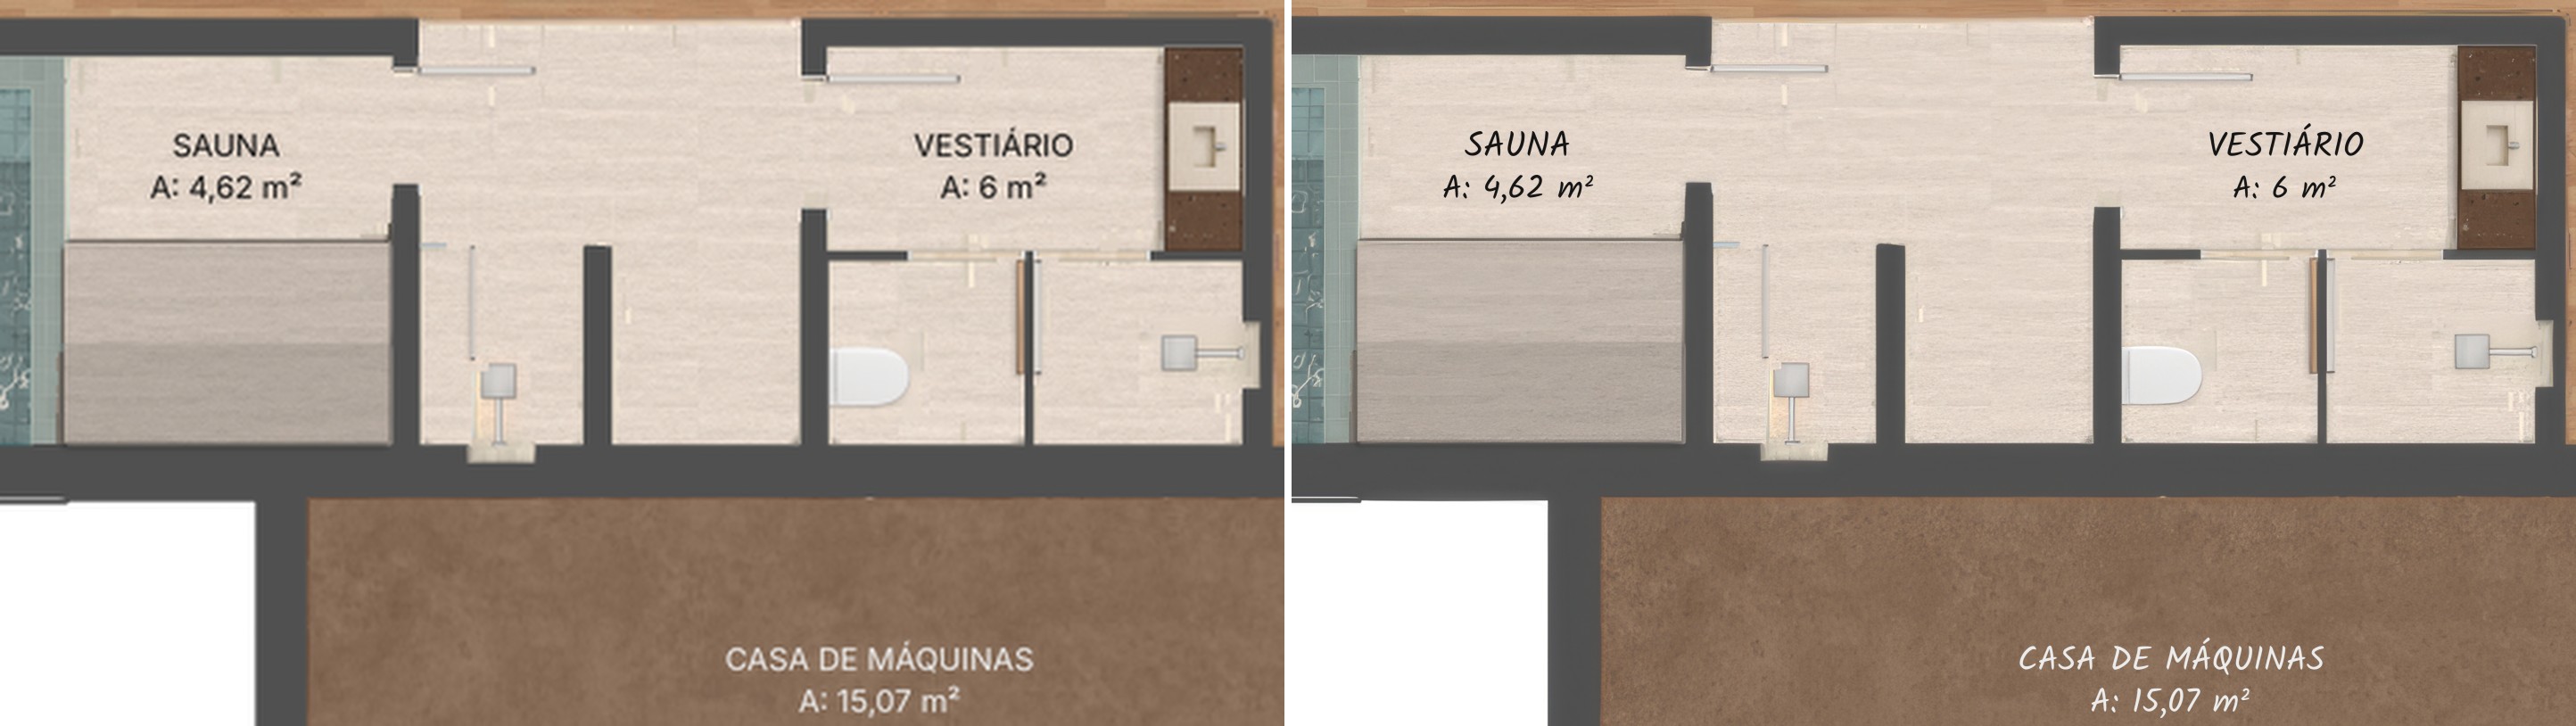 SAUNA
A: 4,62 m²
VESTIÁRIO
A: 6 m²
CASA DE MÁQUINAS
A: 15,07 m²
SAUNA
A: 4,62 m²
VESTIÁRIO
A: 6 m²
CASA DE MÁQUINAS
A: 15,07 m²